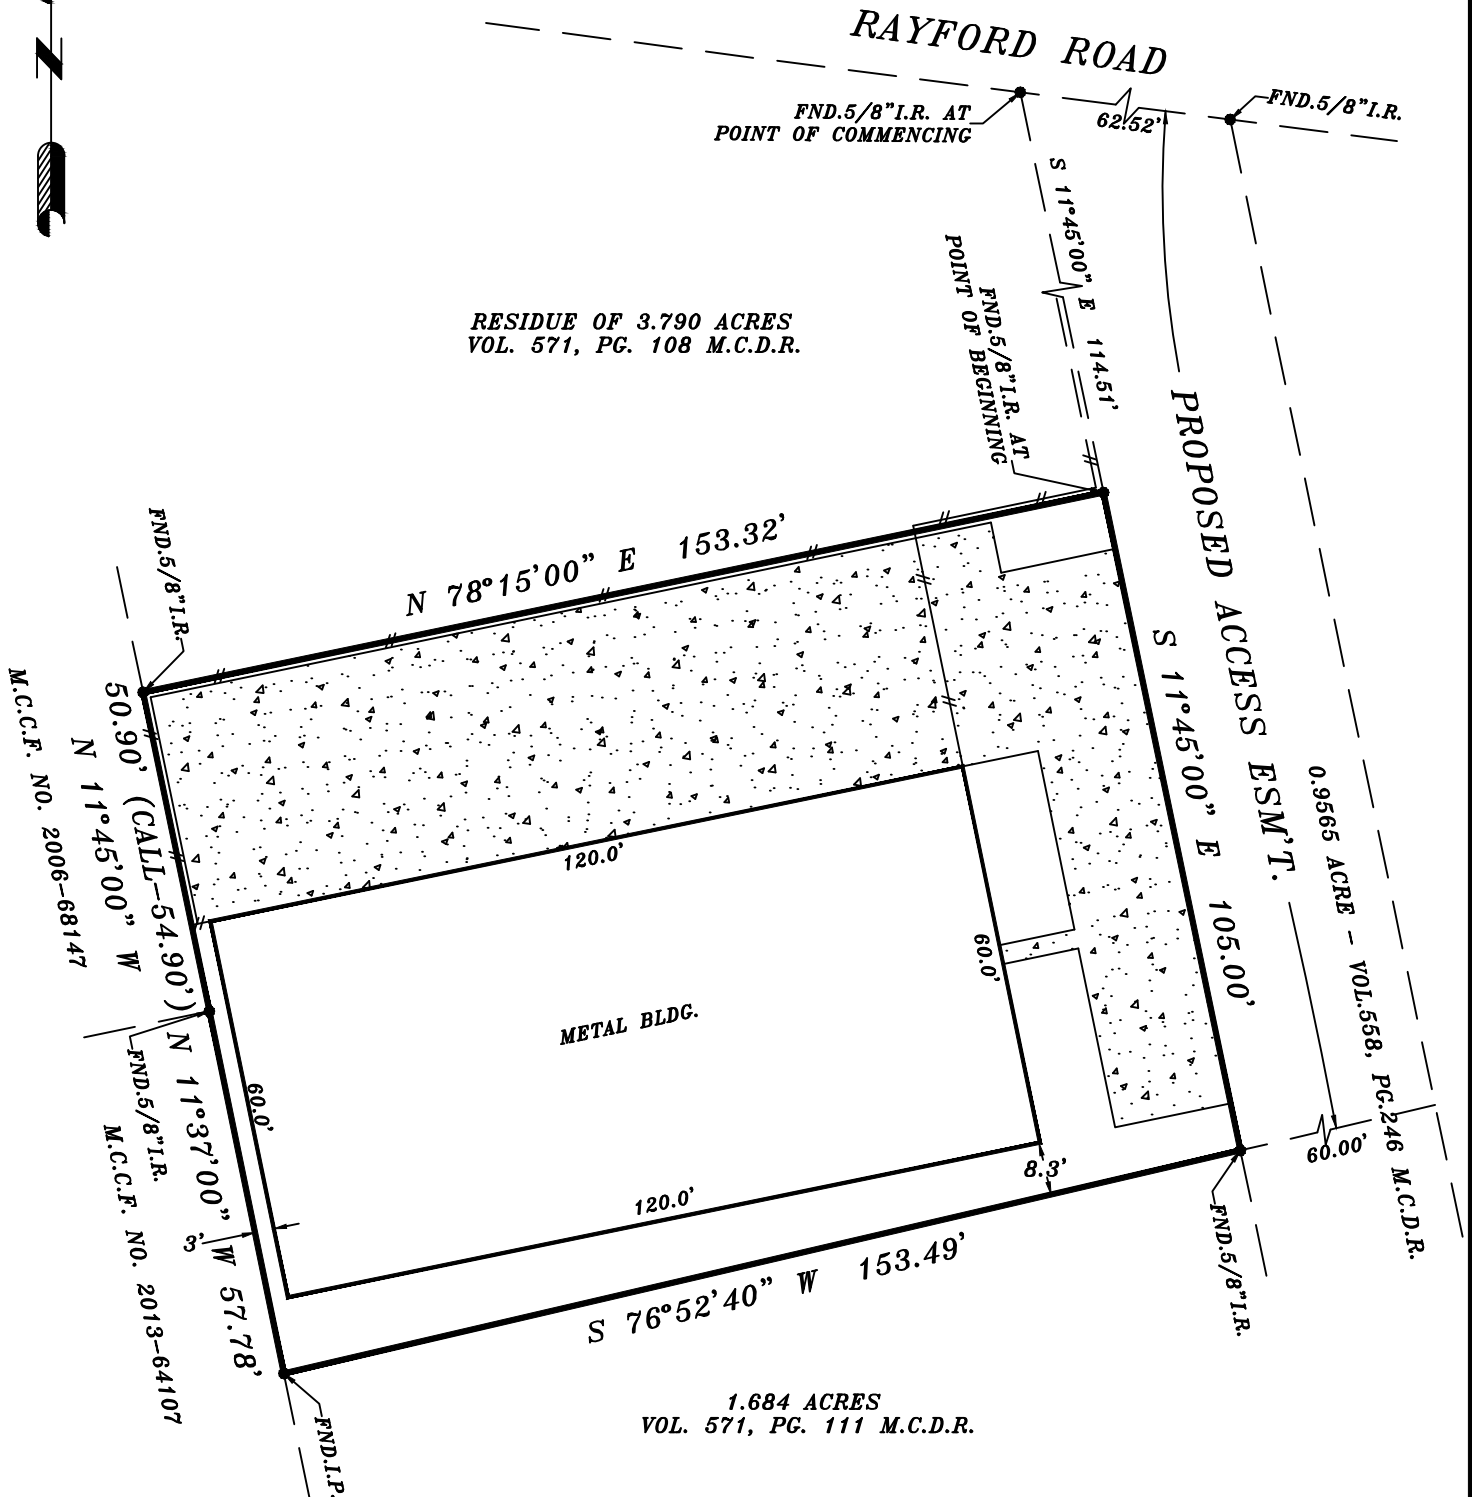 N
RAYFORD ROAD
FND.5/8"I.R. AT
POINT OF COMMENCING
62.52'
FND.5/8"I.R.
S 11°45'00" E 114.51'
FND.5/8"I.R. AT
POINT OF BEGINNING
RESIDUE OF 3.790 ACRES
VOL. 571, PG. 108 M.C.D.R.
PROPOSED ACCESS ESM'T.
N 78°15'00" E 153.32'
FND.5/8"I.R.
S 11°45'00" E 105.00'
0.9565 ACRE - VOL.558, PG.246 M.C.D.R.
50.90' (CALL-54.90')
N 11°45'00" W
M.C.C.F. NO. 2006-68147
120.0'
60.0'
METAL BLDG.
60.0'
120.0'
8.3'
60.00'
FND.5/8"I.R.
N 11°37'00" W 57.78'
FND.5/8"I.R.
M.C.C.F. NO. 2013-64107
3'
S 76°52'40" W 153.49'
FND.I.P.
1.684 ACRES
VOL. 571, PG. 111 M.C.D.R.